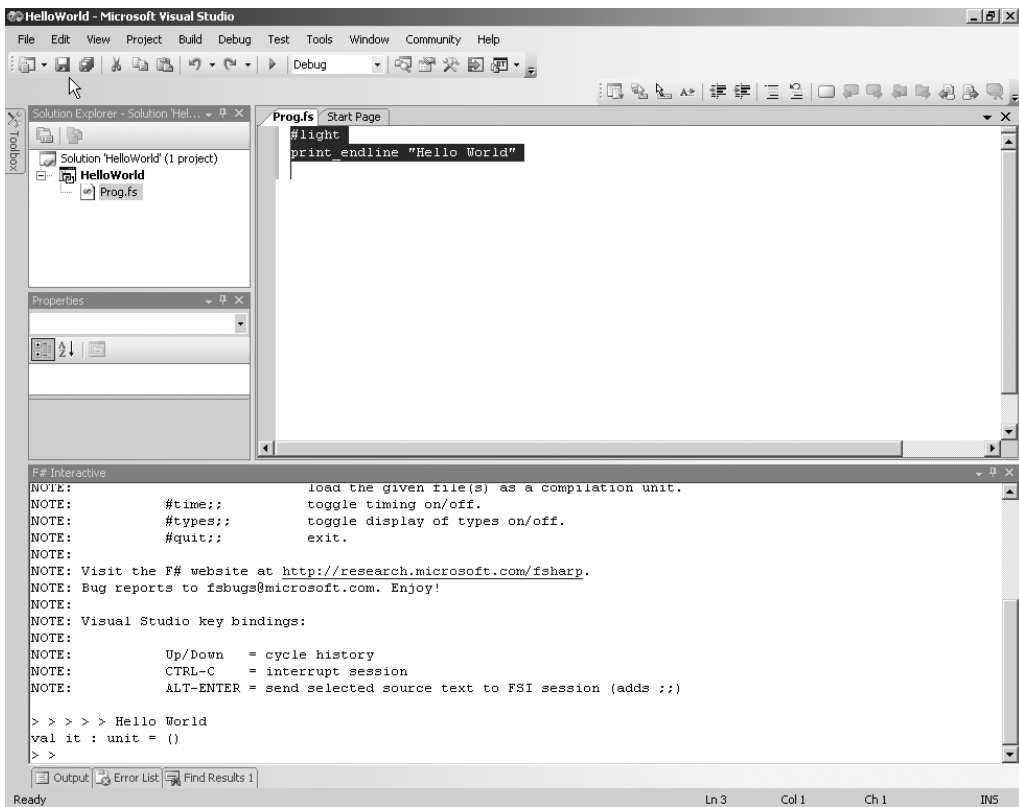 HelloWorld - Microsoft Visual Studio
File Edit View Project Build Debug Test Tools Window Community Help
Debug
Toolbox
Solution Explorer - Solution 'Hel...
Solution 'HelloWorld' (1 project)
HelloWorld
Prog.fs
Properties
Prog.fs Start Page
#light
print_endline "Hello World"
F# Interactive
NOTE: load the given file(s) as a compilation unit.
NOTE: #time;; toggle timing on/off.
NOTE: #types;; toggle display of types on/off.
NOTE: #quit;; exit.
NOTE:
NOTE: Visit the F# website at http://research.microsoft.com/fsharp.
NOTE: Bug reports to fsbugs@microsoft.com. Enjoy!
NOTE:
NOTE: Visual Studio key bindings:
NOTE:
NOTE: Up/Down = cycle history
NOTE: CTRL-C = interrupt session
NOTE: ALT-ENTER = send selected source text to FSI session (adds ;;)
> > > > > Hello World
val it : unit = ()
> >
Output Error List Find Results 1
Ready Ln 3 Col 1 Ch 1 INS